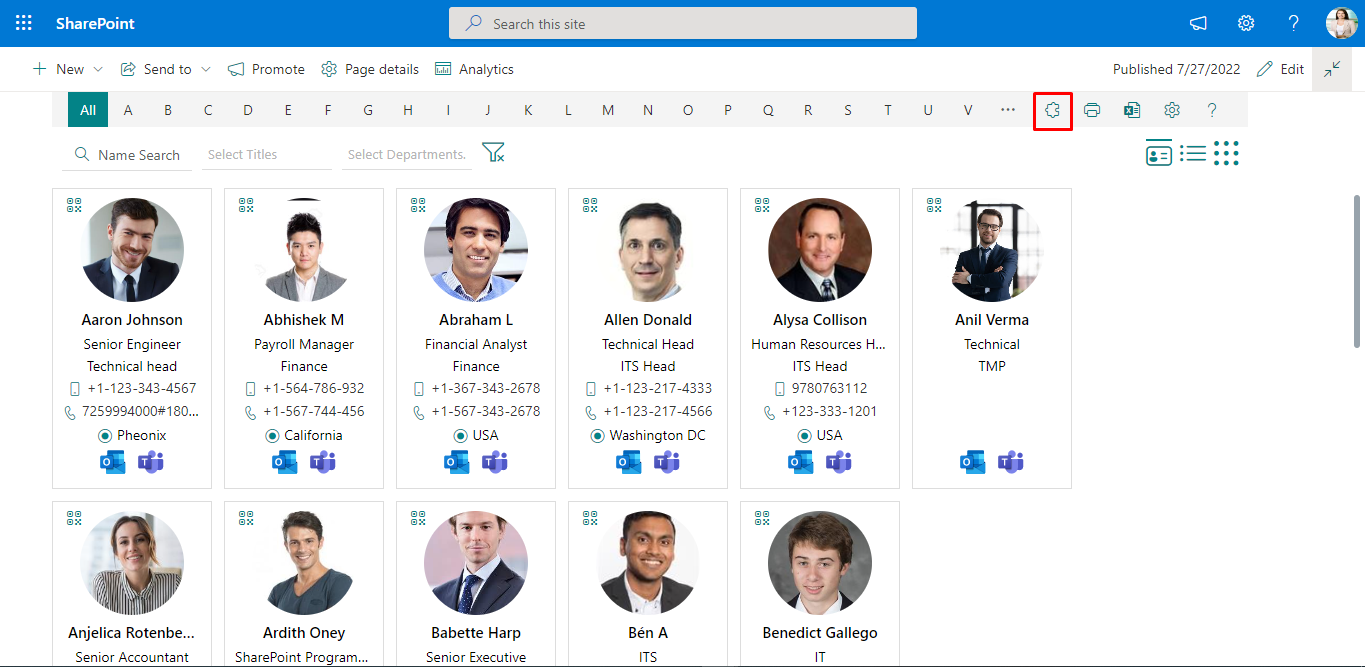 SharePoint
Search this site
?
New
Send to
Promote
Page details
Analytics
Published 7/27/2022
Edit
All A B C D E F G H I J K L M N O P Q R S T U V ··· ?
Name Search
Select Titles
Select Departments.
Aaron Johnson
Senior Engineer
Technical head
+1-123-343-4567
7259994000#180...
Pheonix
Abhishek M
Payroll Manager
Finance
+1-564-786-932
+1-567-744-456
California
Abraham L
Financial Analyst
Finance
+1-367-343-2678
+1-567-343-2678
USA
Allen Donald
Technical Head
ITS Head
+1-123-217-4333
+1-123-217-4566
Washington DC
Alysa Collison
Human Resources H...
ITS Head
9780763112
+123-333-1201
USA
Anil Verma
Technical
TMP
Anjelica Rotenbe...
Senior Accountant
Ardith Oney
SharePoint Program...
Babette Harp
Senior Executive
Bén A
ITS
Benedict Gallego
IT